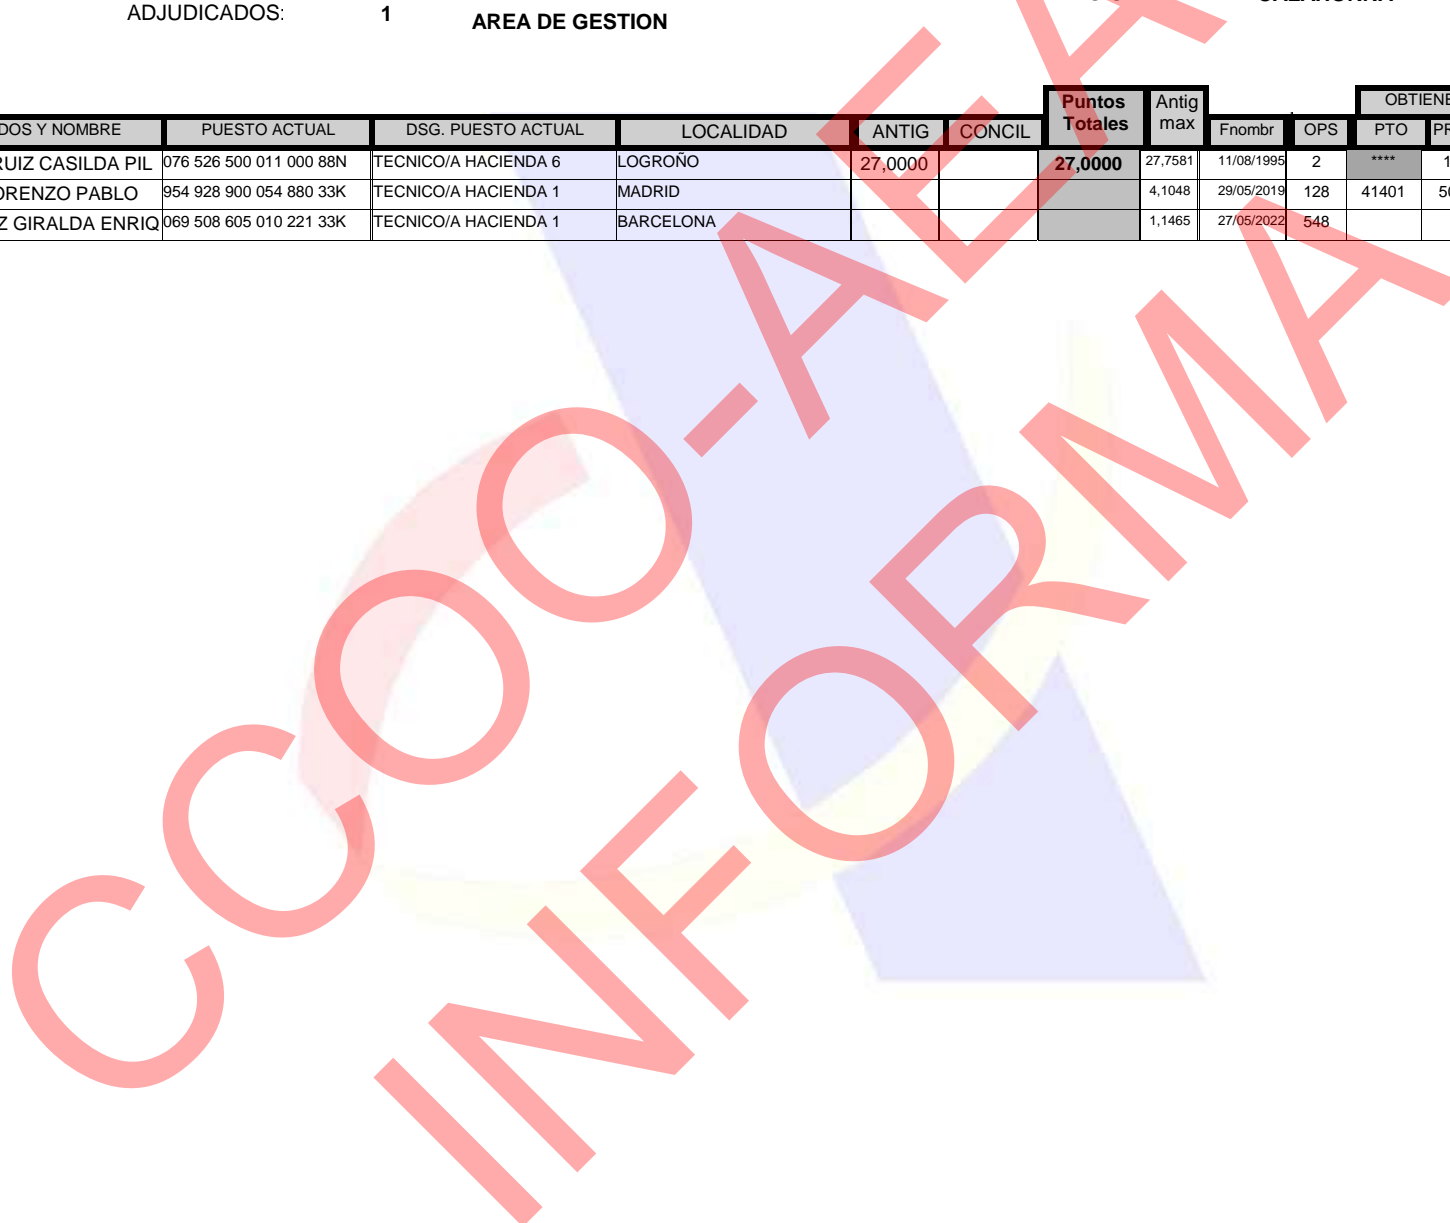 ADJUDICADOS: 1 AREA DE GESTION
Puntos Totales Antig max
PUESTO ACTUAL DSG. PUESTO ACTUAL LOCALIDAD ANTIG CONCIL Fnombr OPS PTO
Y NOMBRE
RUIZ CASILDA PIL 076 526 500 011 000 88N TECNICO/A HACIENDA 6 LOGROÑO 27,0000 27,0000 27,7581 11/08/1995 2 ****
PABLO 954 928 900 054 880 33K TECNICO/A HACIENDA 1 MADRID 4,1048 29/05/2019 128 41401
GIRALDA ENRIQ 069 508 605 010 221 33K TECNICO/A HACIENDA 1 BARCELONA 1,1465 27/05/2022 548
CCOO-AEA
INFORMA